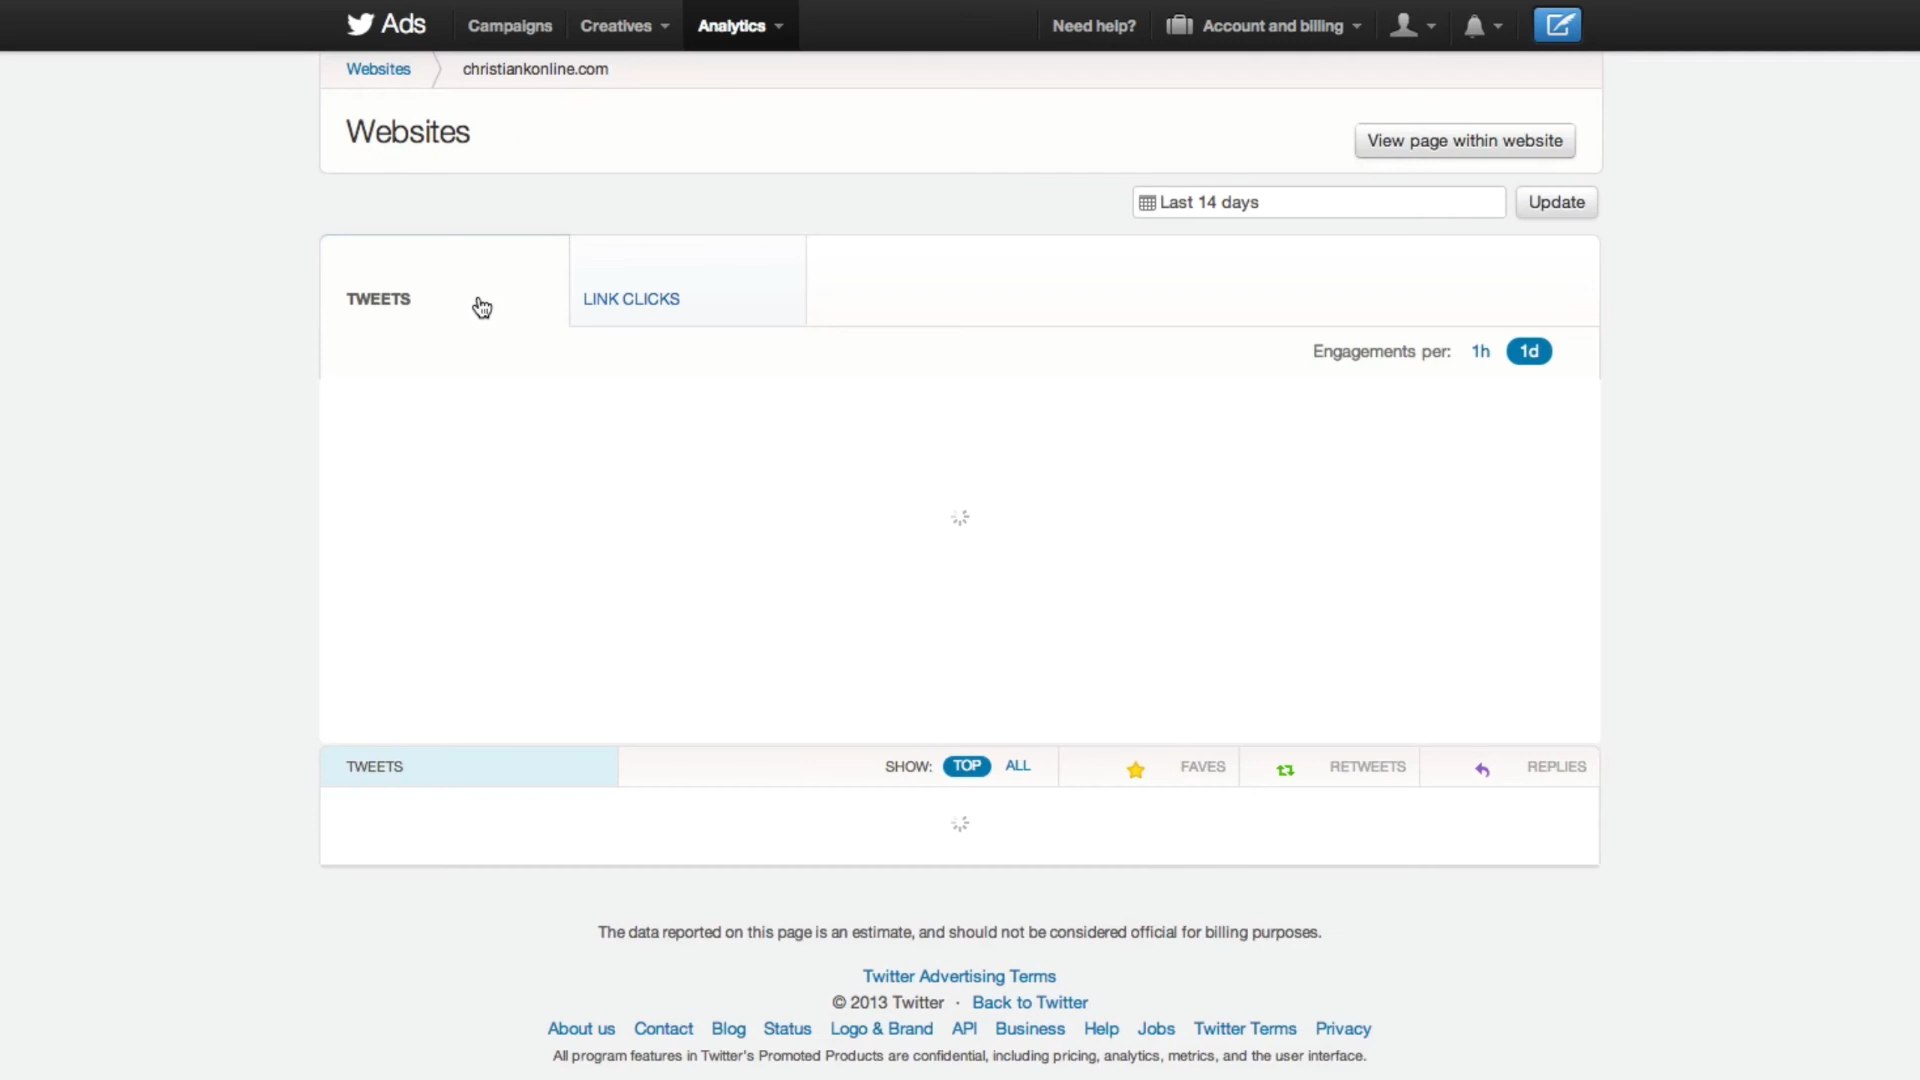 Ads Campaigns Creatives Analytics Need help? Account and billing
Websites christiankonline.com
Websites
View page within website
Last 14 days Update
TWEETS LINK CLICKS
Engagements per: 1h 1d
TWEETS SHOW: TOP ALL FAVES RETWEETS REPLIES
The data reported on this page is an estimate, and should not be considered official for billing purposes.
Twitter Advertising Terms
© 2013 Twitter · Back to Twitter
About us Contact Blog Status Logo & Brand API Business Help Jobs Twitter Terms Privacy
All program features in Twitter's Promoted Products are confidential, including pricing, analytics, metrics, and the user interface.